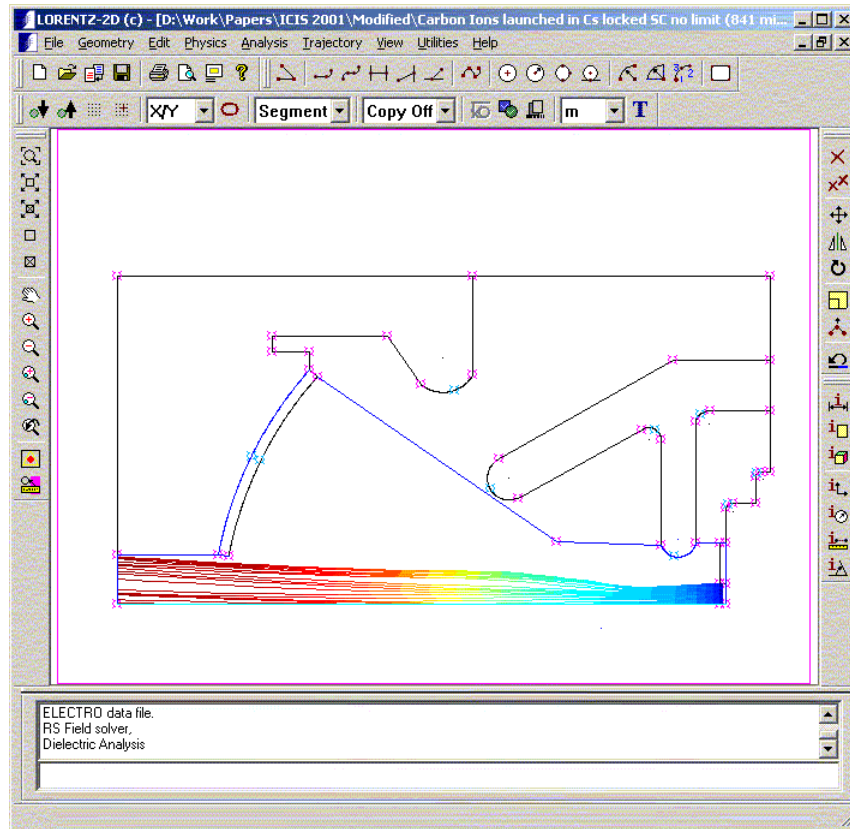 LORENTZ-2D (c) - [D:\Work\Papers\ICIS 2001\Modified\Carbon Ions launched in Cs locked SC no limit (841 mi...
File Geometry Edit Physics Analysis Trajectory View Utilities Help
X/Y Segment Copy Off m T
ELECTRO data file.
RS Field solver,
Dielectric Analysis